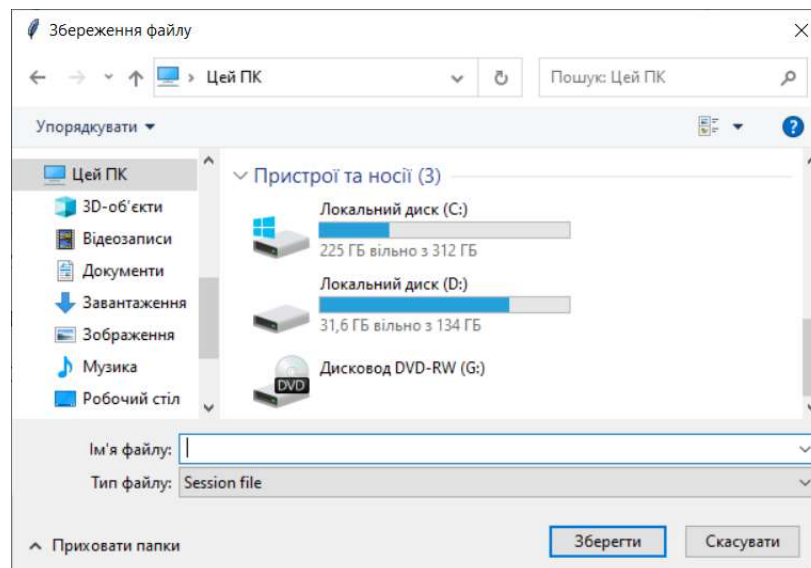 Збереження файлу
Цей ПК
Пошук: Цей ПК
Упорядкувати
Цей ПК
3D-об'єкти
Відеозаписи
Документи
Завантаження
Зображення
Музика
Робочий стіл
Пристрої та носії (3)
Локальний диск (C:)
225 ГБ вільно з 312 ГБ
Локальний диск (D:)
31,6 ГБ вільно з 134 ГБ
DVD
Дисковод DVD-RW (G:)
Ім'я файлу:
Тип файлу: Session file
Приховати папки
Зберегти
Скасувати